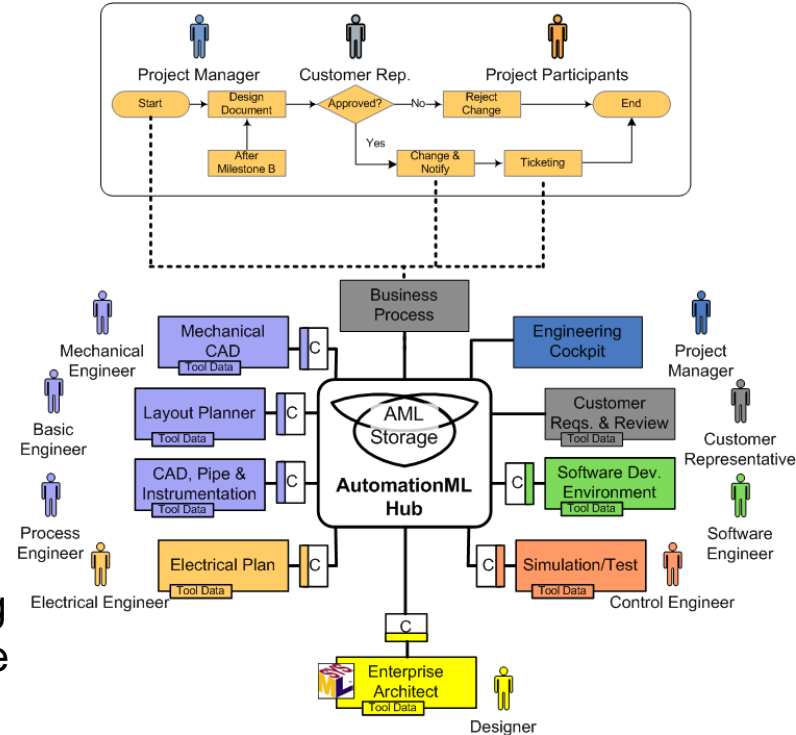 Project Manager
Customer Rep.
Project Participants
Start
Design
Document
Approved?
No
Reject
Change
End
Yes
After
Milestone B
Change &
Notify
Ticketing
Business
Process
Mechanical
CAD
Tool Data
C
Engineering
Cockpit
Mechanical
Engineer
Project
Manager
Layout Planner
Tool Data
C
AML
Storage
Customer
Reqs. & Review
Tool Data
Basic
Engineer
Customer
Representative
CAD, Pipe &
Instrumentation
Tool Data
C
AutomationML
Hub
C
Software Dev.
Environment
Tool Data
Process
Engineer
Software
Engineer
Electrical Plan
Tool Data
C
C
Simulation/Test
Tool Data
Electrical Engineer
Control Engineer
g
e
C
Enterprise
Architect
Tool Data
Designer